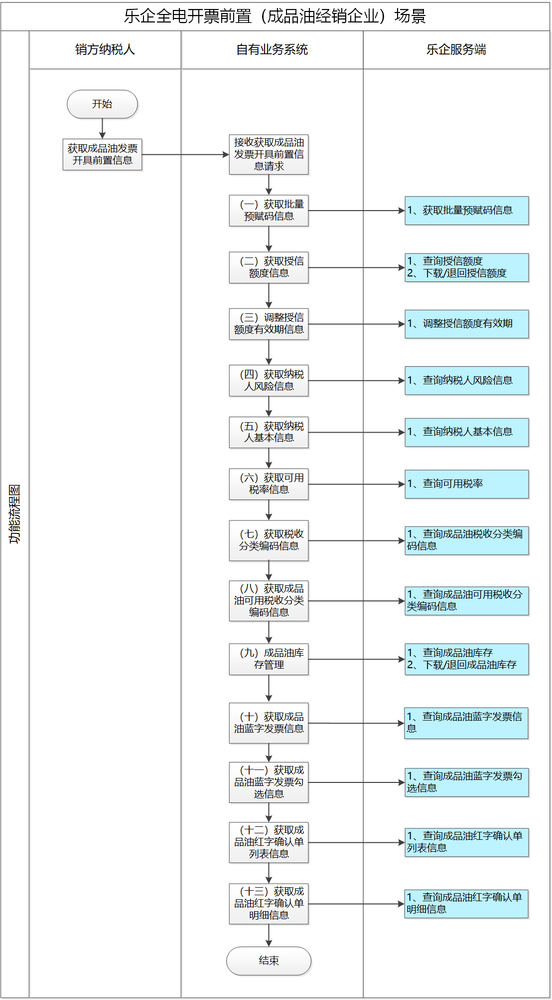 乐企全电开票前置（成品油经销企业）场景
功能流程图
销方纳税人
自有业务系统
乐企服务端
开始
获取成品油发票
开具前置信息
接收获取成品油
发票开具前置信
息请求
（一）获取批量
预赋码信息
1、获取批量预赋码信息
（二）获取授信
额度信息
1、查询授信额度
2、下载/退回授信额度
（三）调整授信
额度有效期信息
1、调整授信额度有效期
（四）获取纳税
人风险信息
1、查询纳税人风险信息
（五）获取纳税
人基本信息
1、查询纳税人基本信息
（六）获取可用
税率信息
1、查询可用税率
（七）获取税收
分类编码信息
1、查询成品油税收分类编
码信息
（八）获取成品
油可用税收分类
编码信息
1、查询成品油可用税收分
类编码信息
（九）成品油库
存管理
1、查询成品油库存
2、下载/退回成品油库存
（十）获取成品
油蓝字发票信息
1、查询成品油蓝字发票信
息
（十一）获取成
品油蓝字发票勾
选信息
1、查询成品油蓝字发票勾
选信息
（十二）获取成
品油红字确认单
列表信息
1、查询成品油红字确认单
列表信息
（十三）获取成
品油红字确认单
明细信息
1、查询成品油红字确认单
明细信息
结束